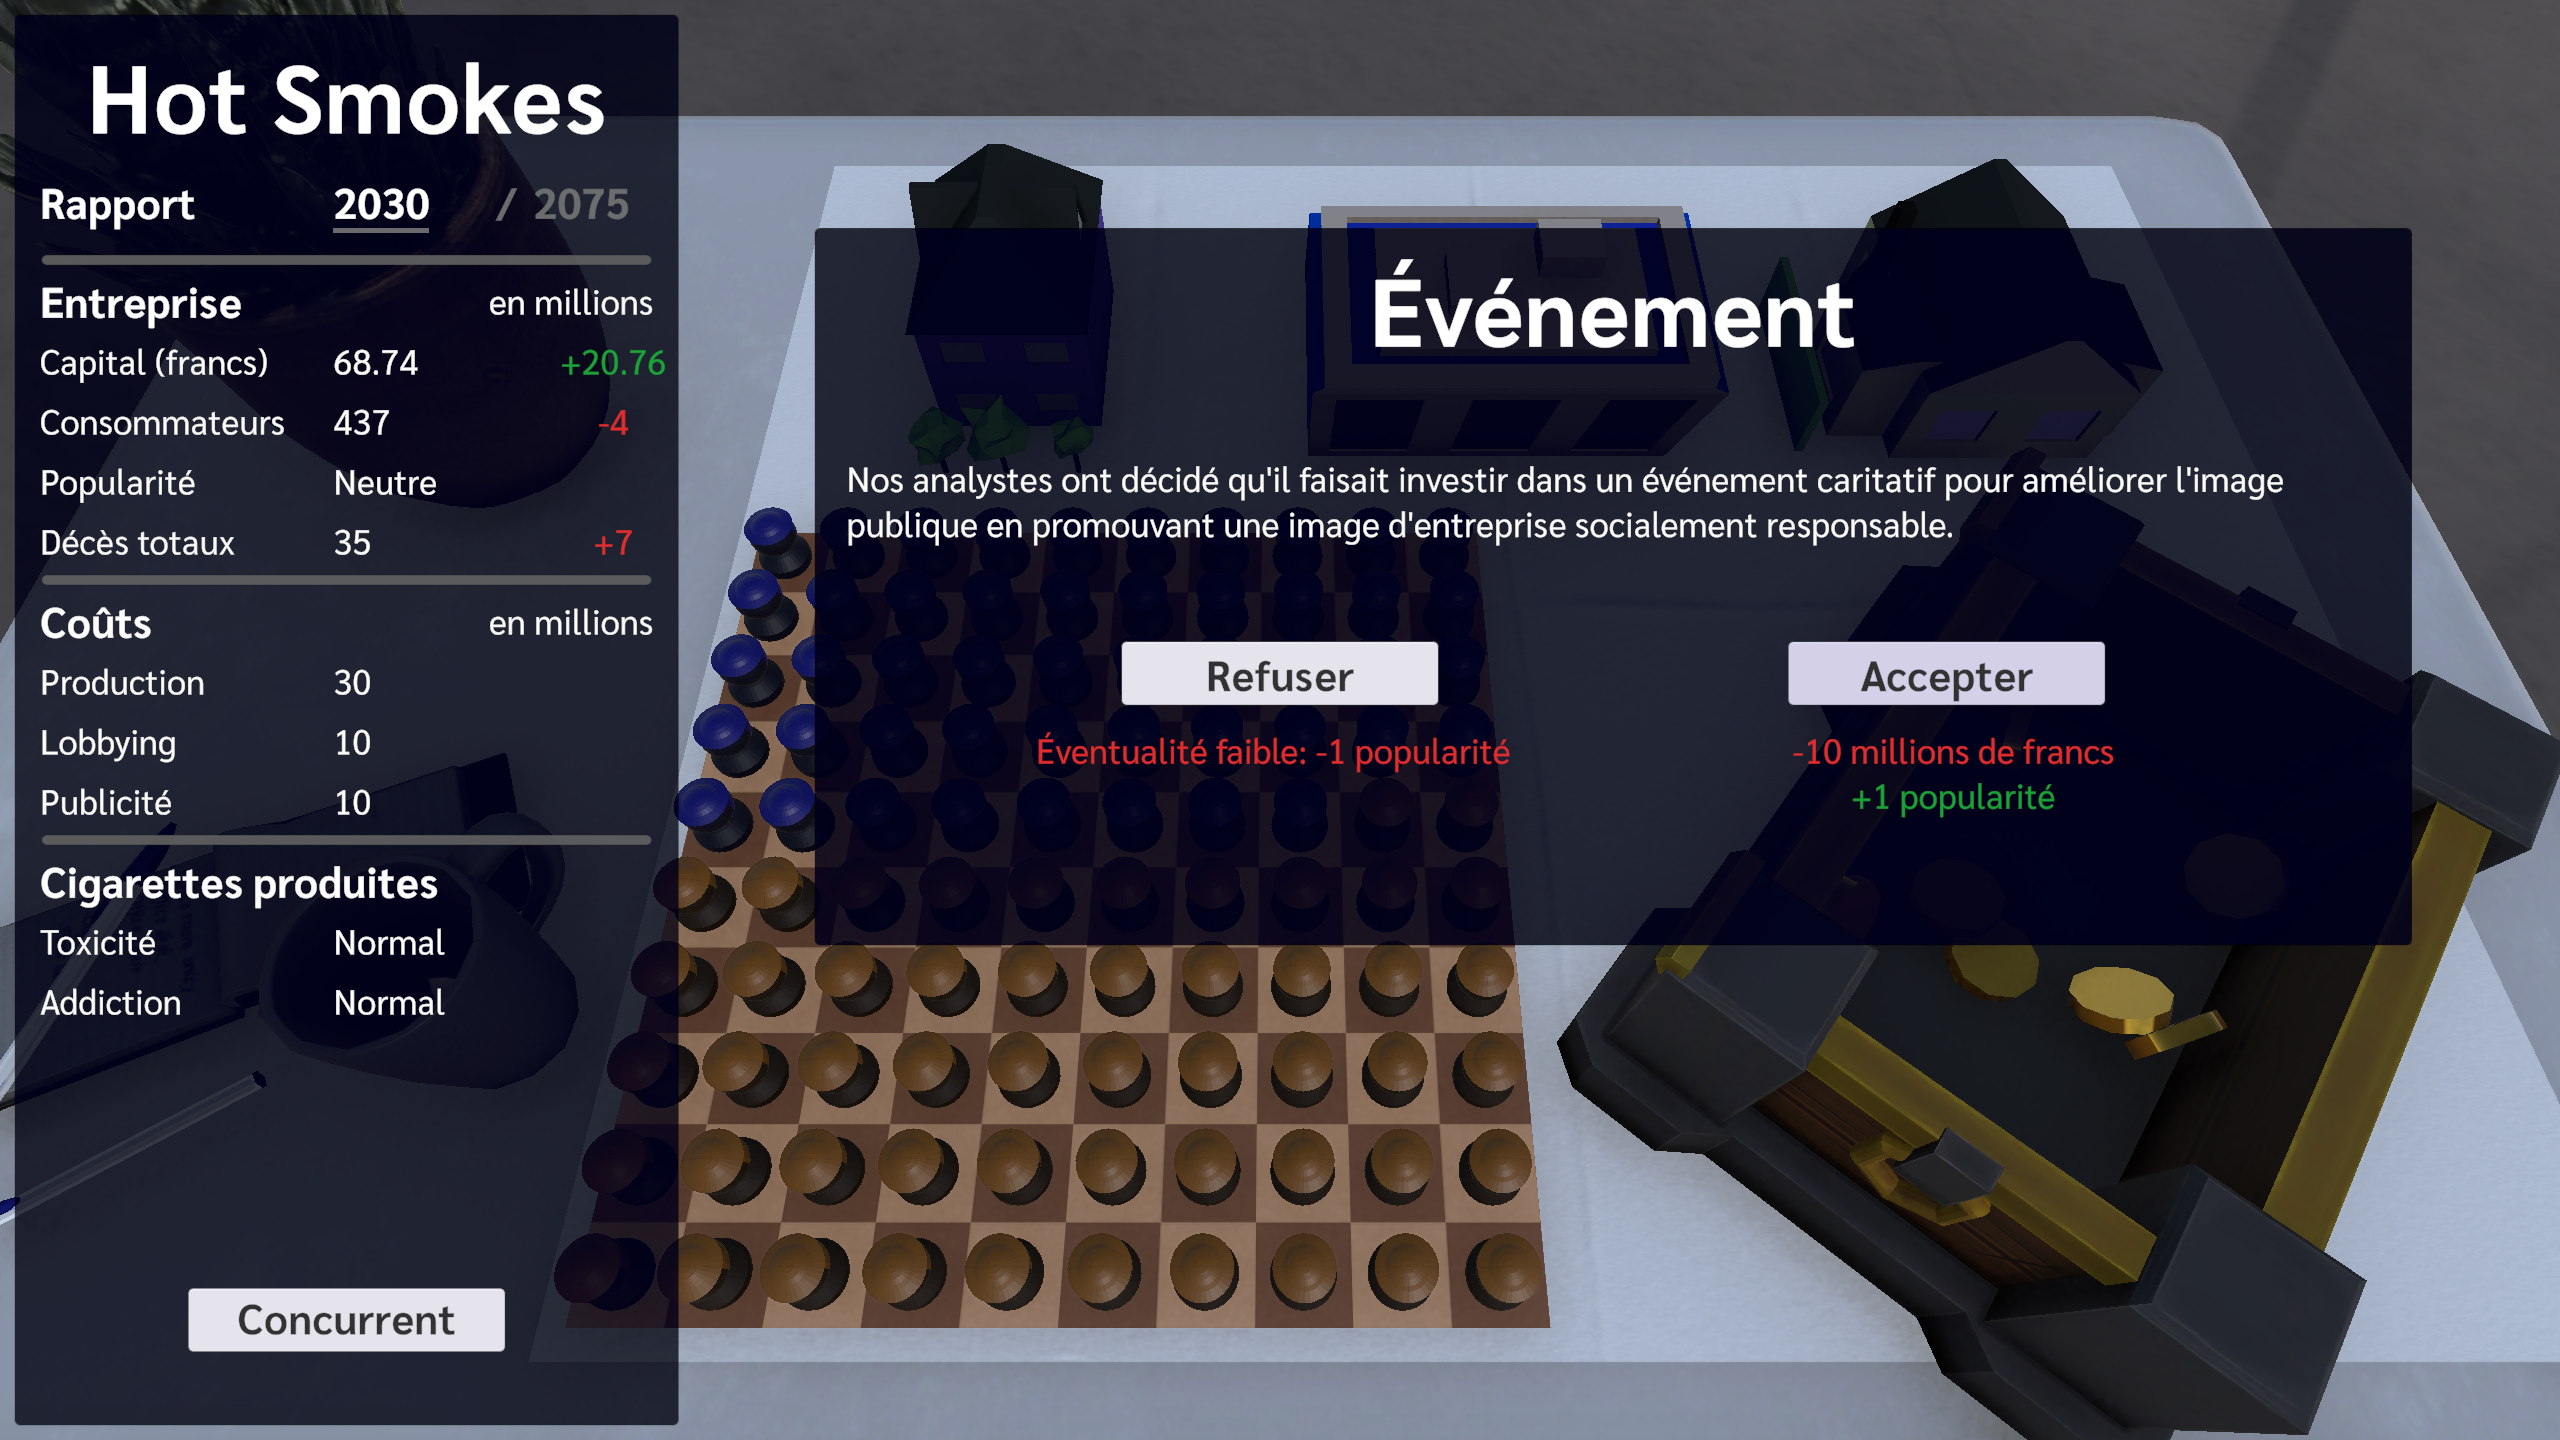 Hot Smokes
Rapport 2030 / 2075
Entreprise en millions
Capital (francs) 68.74 +20.76
Consommateurs 437 -4
Popularité Neutre
Décès totaux 35 +7
Coûts en millions
Production 30
Lobbying 10
Publicité 10
Cigarettes produites
Toxicité Normal
Addiction Normal
Concurrent
Événement
Nos analystes ont décidé qu'il faisait investir dans un événement caritatif pour améliorer l'image
publique en promouvant une image d'entreprise socialement responsable.
Refuser
Éventualité faible: -1 popularité
Accepter
-10 millions de francs
+1 popularité